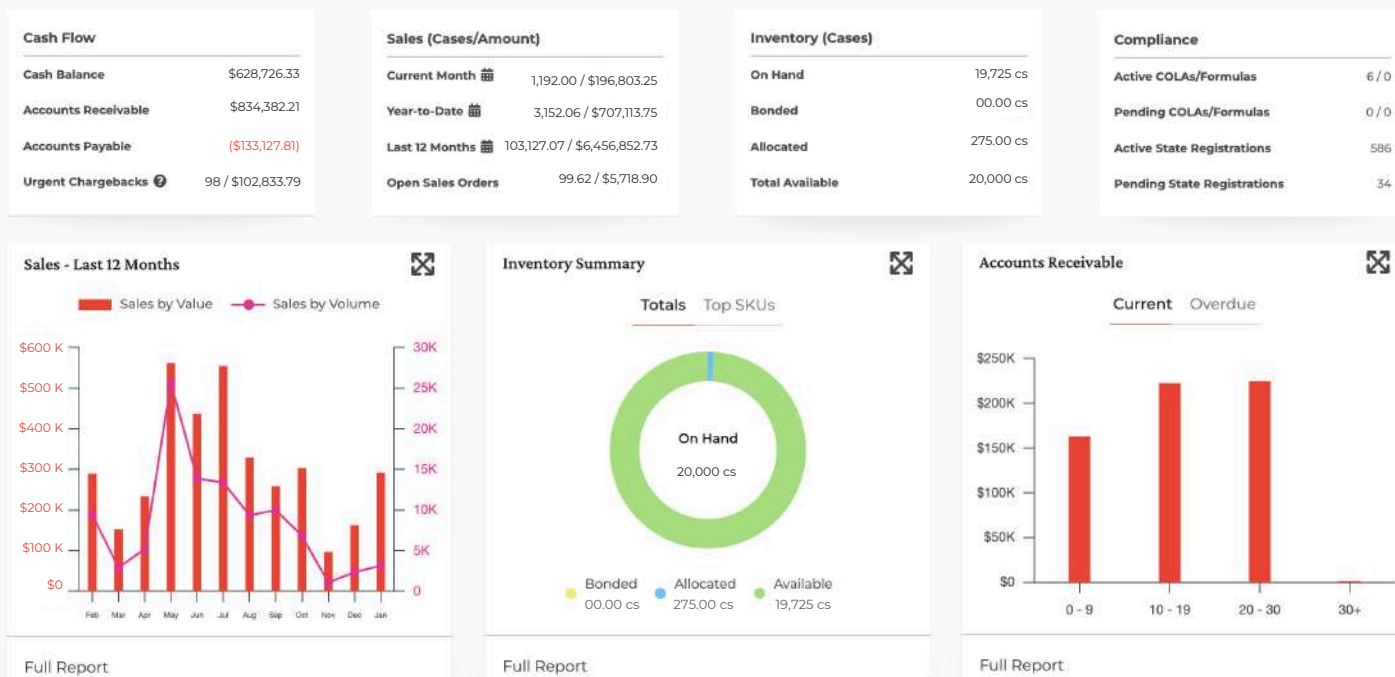 Cash Flow
Cash Balance $628,726.33
Accounts Receivable $834,382.21
Accounts Payable ($133,127.81)
Urgent Chargebacks 98 / $102,833.79
Sales (Cases/Amount)
Current Month 1,192.00 / $196,803.25
Year-to-Date 3,152.06 / $707,113.75
Last 12 Months 103,127.07 / $6,456,852.73
Open Sales Orders 99.62 / $5,718.90
Inventory (Cases)
On Hand 19,725 cs
Bonded 00.00 cs
Allocated 275.00 cs
Total Available 20,000 cs
Compliance
Active COLAs/Formulas 6 / 0
Pending COLAs/Formulas 0 / 0
Active State Registrations 586
Pending State Registrations 34
Sales - Last 12 Months
Sales by Value Sales by Volume
$600 K 30K
$500 K 25K
$400 K 20K
$300 K 15K
$200 K 10K
$100 K 5K
$0 0
Feb Mar Apr May Jun Jul Aug Sep Oct Nov Dec Jan
Full Report
Inventory Summary
Totals Top SKUs
On Hand
20,000 cs
Bonded Allocated Available
00.00 cs 275.00 cs 19,725 cs
Full Report
Accounts Receivable
Current Overdue
$250K
$200K
$150K
$100K
$50K
$0
0 - 9 10 - 19 20 - 30 30+
Full Report